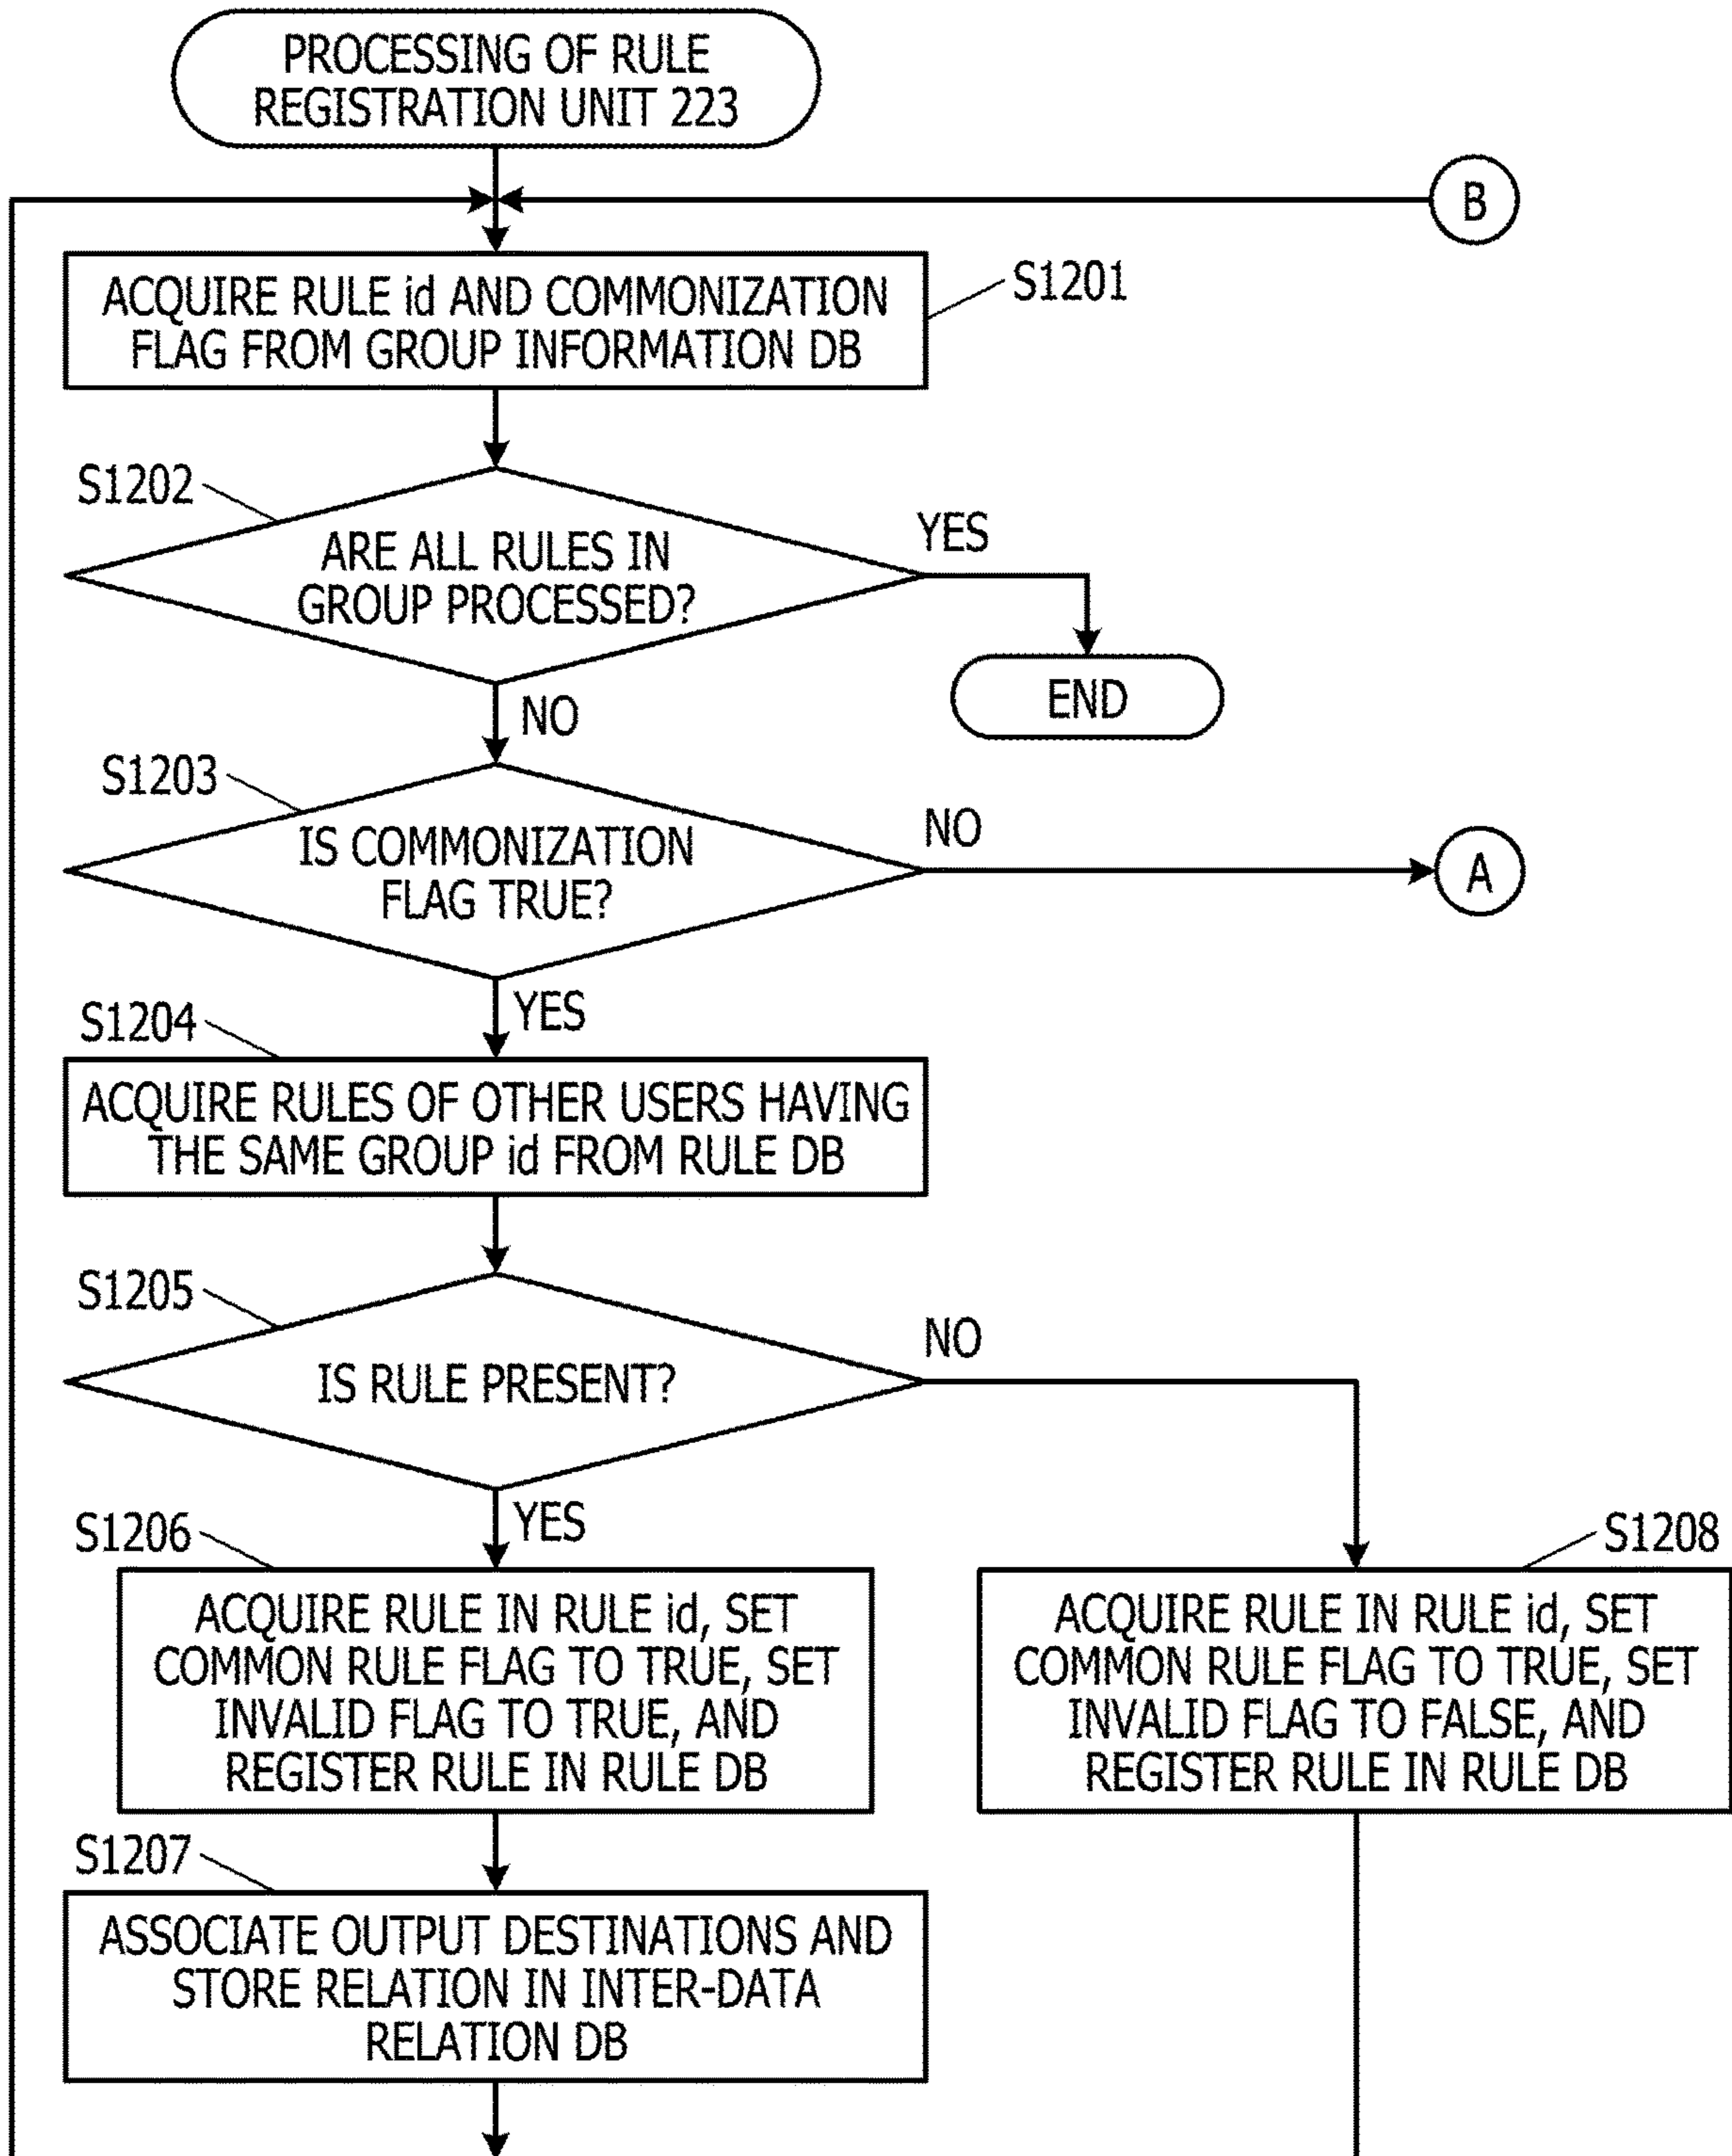 PROCESSING OF RULE
REGISTRATION UNIT 223
B
ACQUIRE RULE id AND COMMONIZATION
FLAG FROM GROUP INFORMATION DB
S1201
S1202
ARE ALL RULES IN
GROUP PROCESSED?
YES
END
NO
S1203
IS COMMONIZATION
FLAG TRUE?
NO
A
YES
S1204
ACQUIRE RULES OF OTHER USERS HAVING
THE SAME GROUP id FROM RULE DB
S1205
IS RULE PRESENT?
NO
YES
S1206
ACQUIRE RULE IN RULE id, SET
COMMON RULE FLAG TO TRUE, SET
INVALID FLAG TO TRUE, AND
REGISTER RULE IN RULE DB
S1208
ACQUIRE RULE IN RULE id, SET
COMMON RULE FLAG TO TRUE, SET
INVALID FLAG TO FALSE, AND
REGISTER RULE IN RULE DB
S1207
ASSOCIATE OUTPUT DESTINATIONS AND
STORE RELATION IN INTER-DATA
RELATION DB